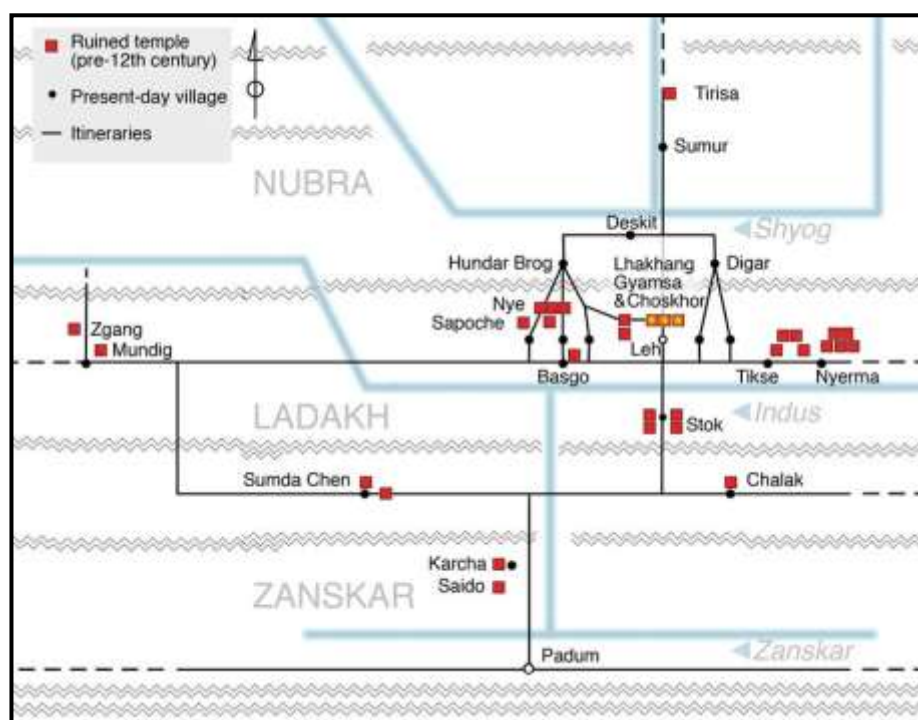 Ruined temple
(pre-12th century)
Present-day village
Itineraries
Tirisa
Sumur
NUBRA
Deskit
Shyog
Hundar Brog
Lhakhang
Gyamsa
& Choskhor
Digar
Nye
Sapoche
Zgang
Mundig
Leh
Basgo
Tikse
Nyerma
LADAKH
Indus
Stok
Sumda Chen
Chalak
Karcha
Saido
ZANSKAR
Padum
Zanskar